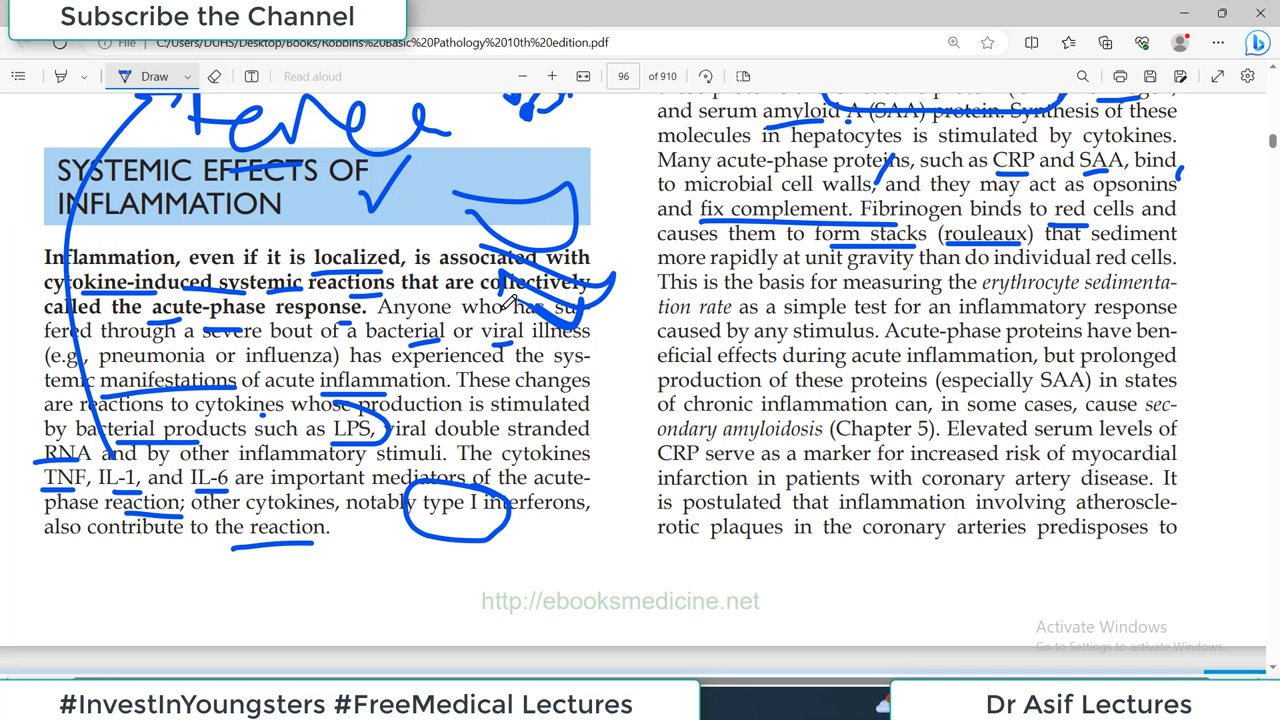 Subscribe the Channel
File
C:/Users/DUHS/Desktop/Books/Robbins%20Basic%20Pathology%2010th%20edition.pdf
Draw
Read aloud
96 of 910
fever
SYSTEMIC EFFECTS OF
INFLAMMATION
Inflammation, even if it is localized, is associated with
cytokine-induced systemic reactions that are collectively
called the acute-phase response. Anyone who has suf-
fered through a severe bout of a bacterial or viral illness
(e.g., pneumonia or influenza) has experienced the sys-
temic manifestations of acute inflammation. These changes
are reactions to cytokines whose production is stimulated
by bacterial products such as LPS, viral double stranded
RNA and by other inflammatory stimuli. The cytokines
TNF, IL-1, and IL-6 are important mediators of the acute-
phase reaction; other cytokines, notably type I interferons,
also contribute to the reaction.
and serum amyloid A (SAA) protein. Synthesis of these
molecules in hepatocytes is stimulated by cytokines.
Many acute-phase proteins, such as CRP and SAA, bind
to microbial cell walls, and they may act as opsonins
and fix complement. Fibrinogen binds to red cells and
causes them to form stacks (rouleaux) that sediment
more rapidly at unit gravity than do individual red cells.
This is the basis for measuring the erythrocyte sedimenta-
tion rate as a simple test for an inflammatory response
caused by any stimulus. Acute-phase proteins have ben-
eficial effects during acute inflammation, but prolonged
production of these proteins (especially SAA) in states
of chronic inflammation can, in some cases, cause sec-
ondary amyloidosis (Chapter 5). Elevated serum levels of
CRP serve as a marker for increased risk of myocardial
infarction in patients with coronary artery disease. It
is postulated that inflammation involving atheroscle-
rotic plaques in the coronary arteries predisposes to
http://ebooksmedicine.net
Activate Windows
Go to Settings to activate Windows.
#InvestInYoungsters #FreeMedical Lectures
Dr Asif Lectures